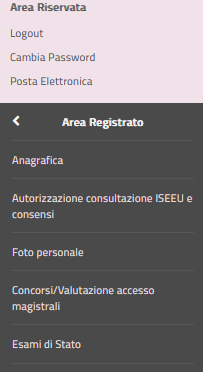 Area Riservata
Logout
Cambia Password
Posta Elettronica
Area Registrato
Anagrafica
Autorizzazione consultazione ISEEU e
consensi
Foto personale
Concorsi/Valutazione accesso
magistrali
Esami di Stato